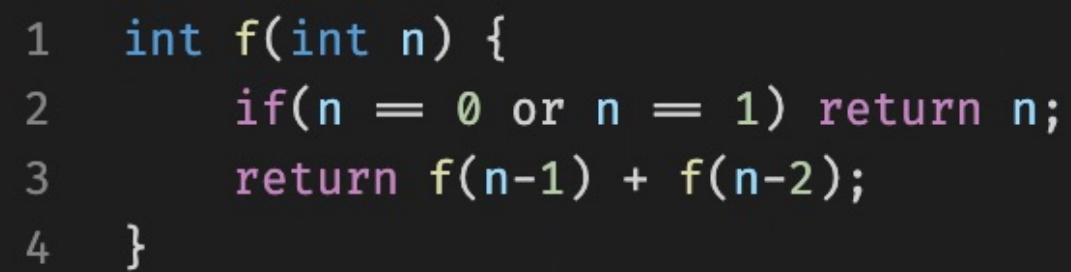 1 int f(int n) {
2 if(n == 0 or n == 1) return n;
3 return f(n-1) + f(n-2);
4 }